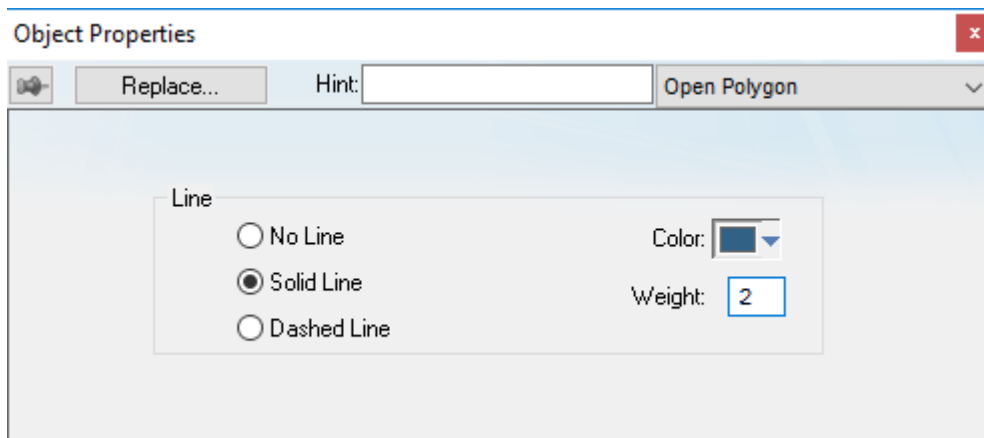 Object Properties
x
Replace... Hint: Open Polygon
Line
No Line Color:
Solid Line Weight: 2
Dashed Line